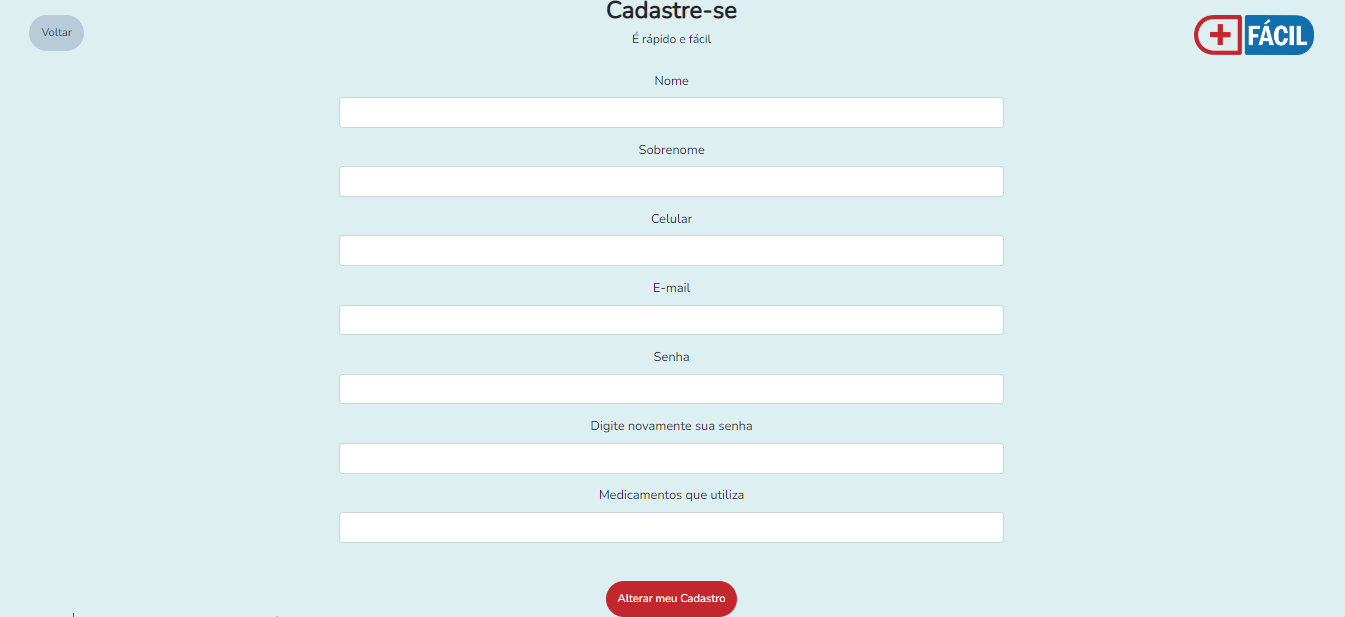 Cadastre-se
Voltar
É rápido e fácil
FÁCIL
Nome
Sobrenome
Celular
E-mail
Senha
Digite novamente sua senha
Medicamentos que utiliza
Alterar meu Cadastro